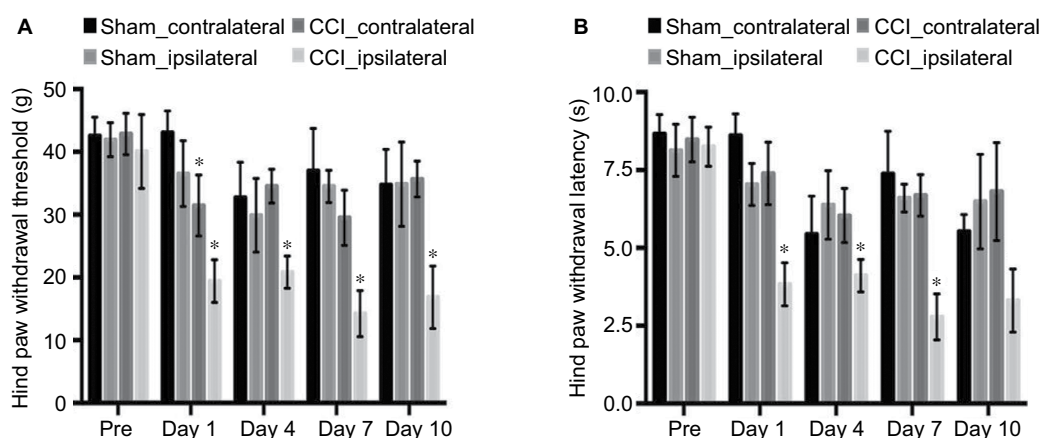 A
Sham_contralateral CCI_contralateral
Sham_ipsilateral CCI_ipsilateral
Hind paw withdrawal threshold (g)
50
40
30
20
10
0
* * * * *
Pre Day 1 Day 4 Day 7 Day 10
B
Sham_contralateral CCI_contralateral
Sham_ipsilateral CCI_ipsilateral
Hind paw withdrawal latency (s)
10.0
7.5
5.0
2.5
0.0
* * *
Pre Day 1 Day 4 Day 7 Day 10